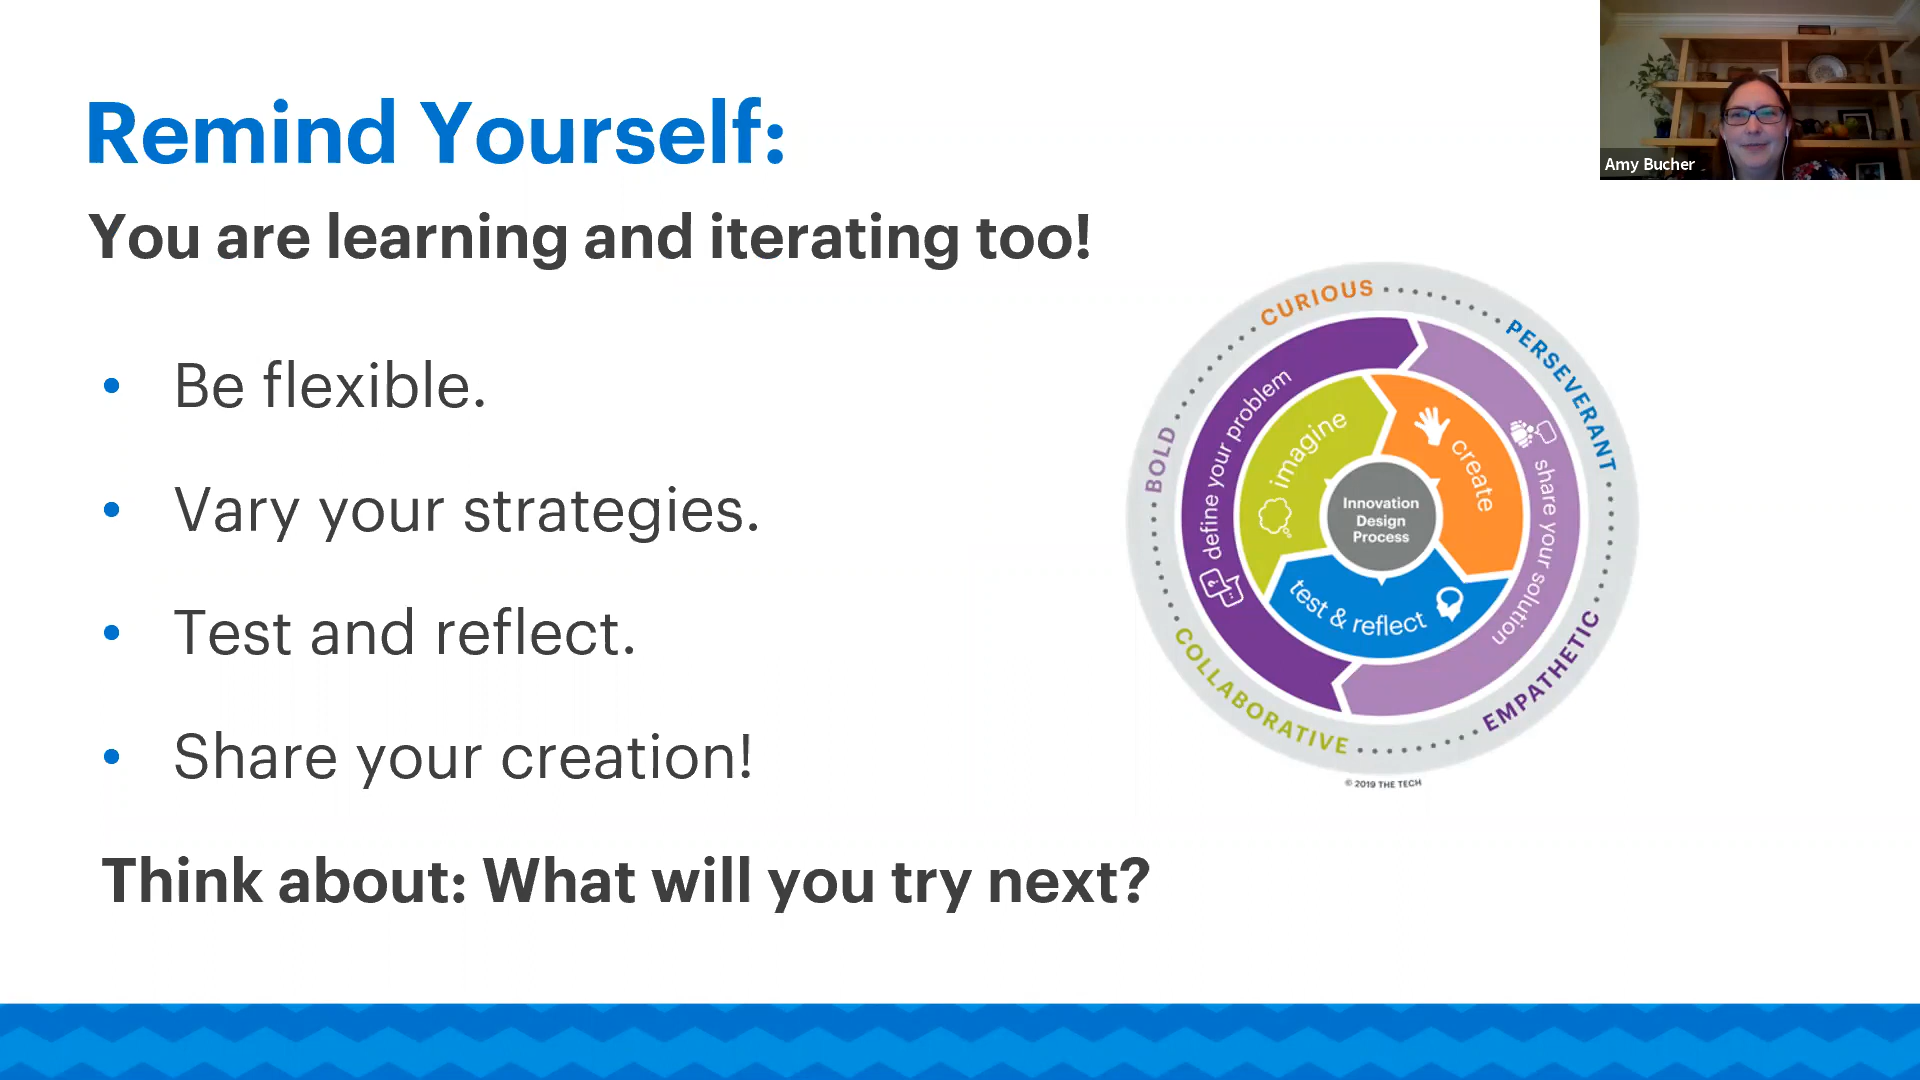 Remind Yourself:
You are learning and iterating too!
• Be flexible.
• Vary your strategies.
• Test and reflect.
• Share your creation!
Think about: What will you try next?
Amy Bucher
CURIOUS
PERSEVERANT
EMPATHETIC
COLLABORATIVE
BOLD
define your problem
share your solution
imagine
create
test & reflect
?
Innovation
Design
Process
© 2019 THE TECH